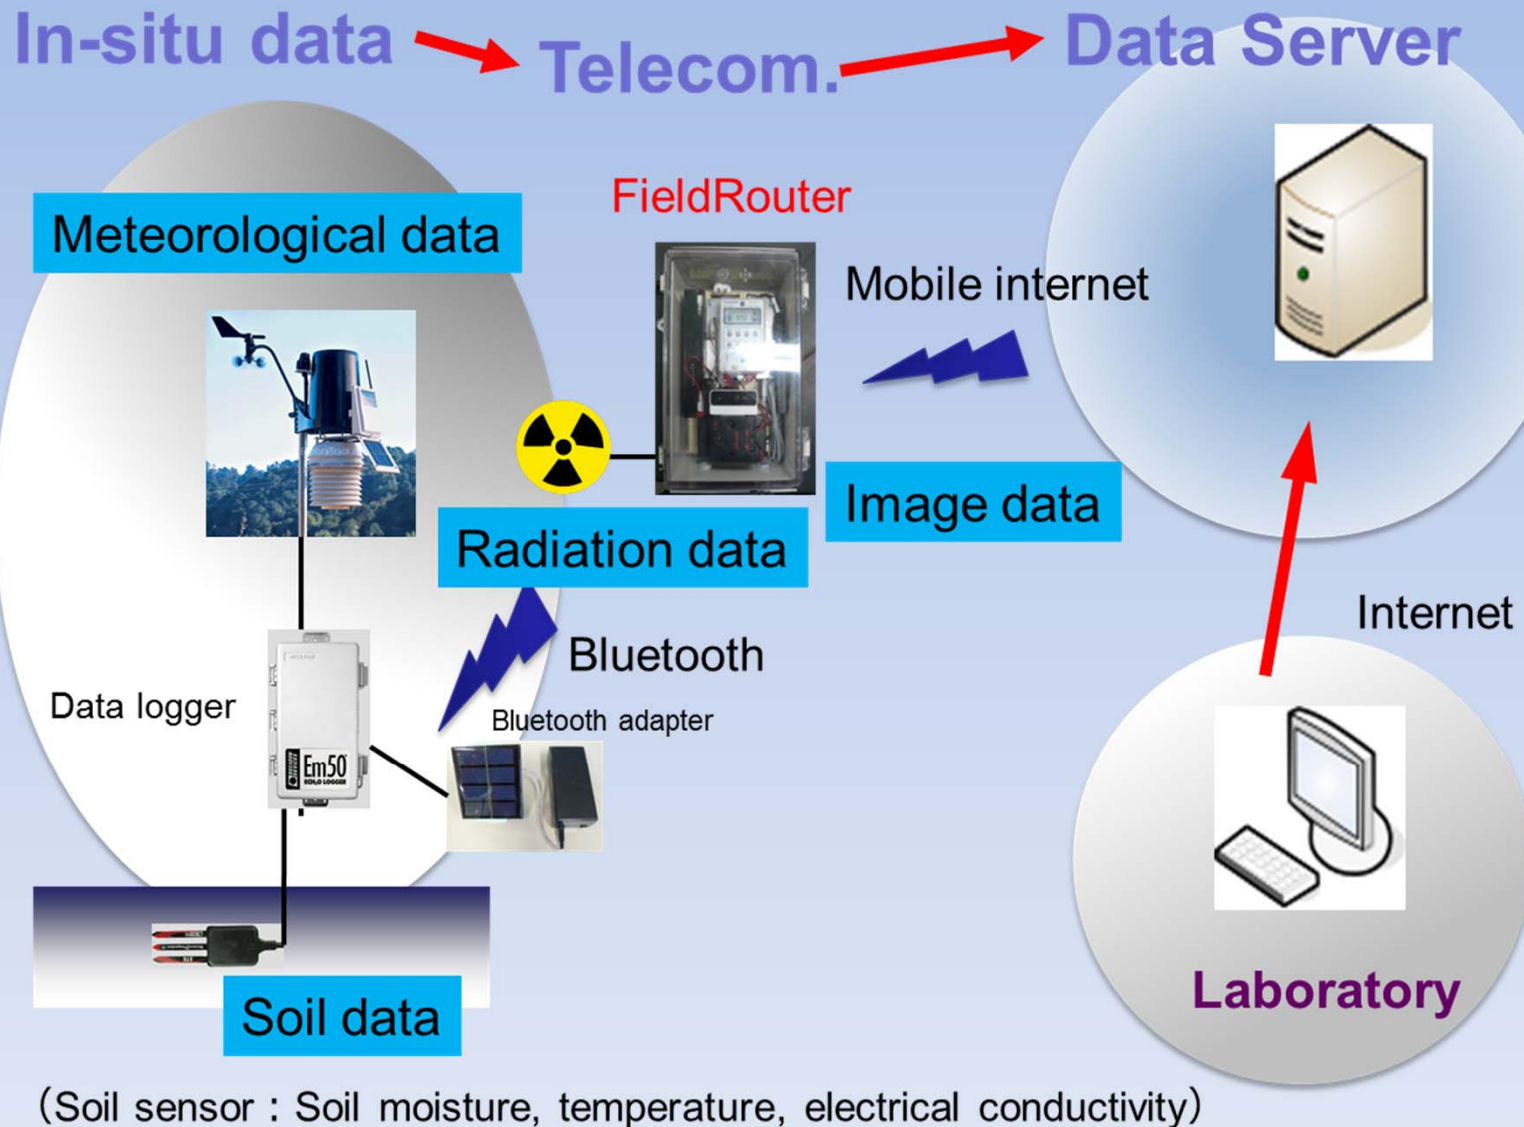 In-situ data
Telecom.
Data Server
FieldRouter
Meteorological data
Mobile internet
Image data
Radiation data
Internet
Bluetooth
Data logger
Bluetooth adapter
Em50
Laboratory
Soil data
（Soil sensor : Soil moisture, temperature, electrical conductivity）